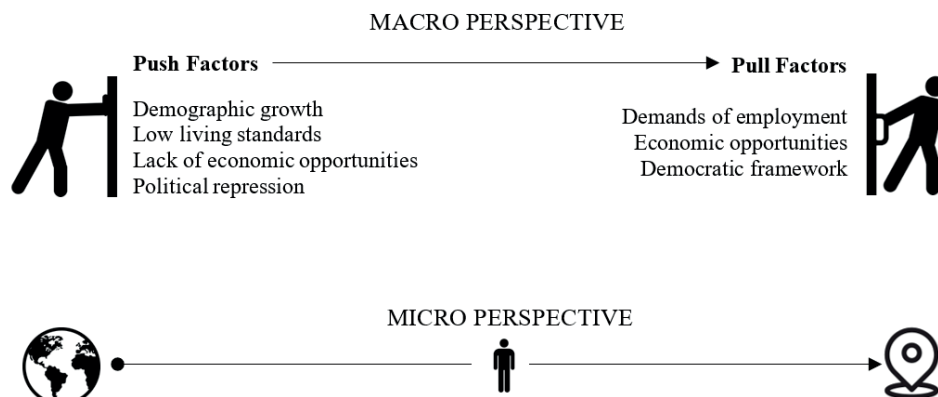 MACRO PERSPECTIVE
Push Factors
Pull Factors
Demographic growth
Low living standards
Lack of economic opportunities
Political repression
Demands of employment
Economic opportunities
Democratic framework
MICRO PERSPECTIVE